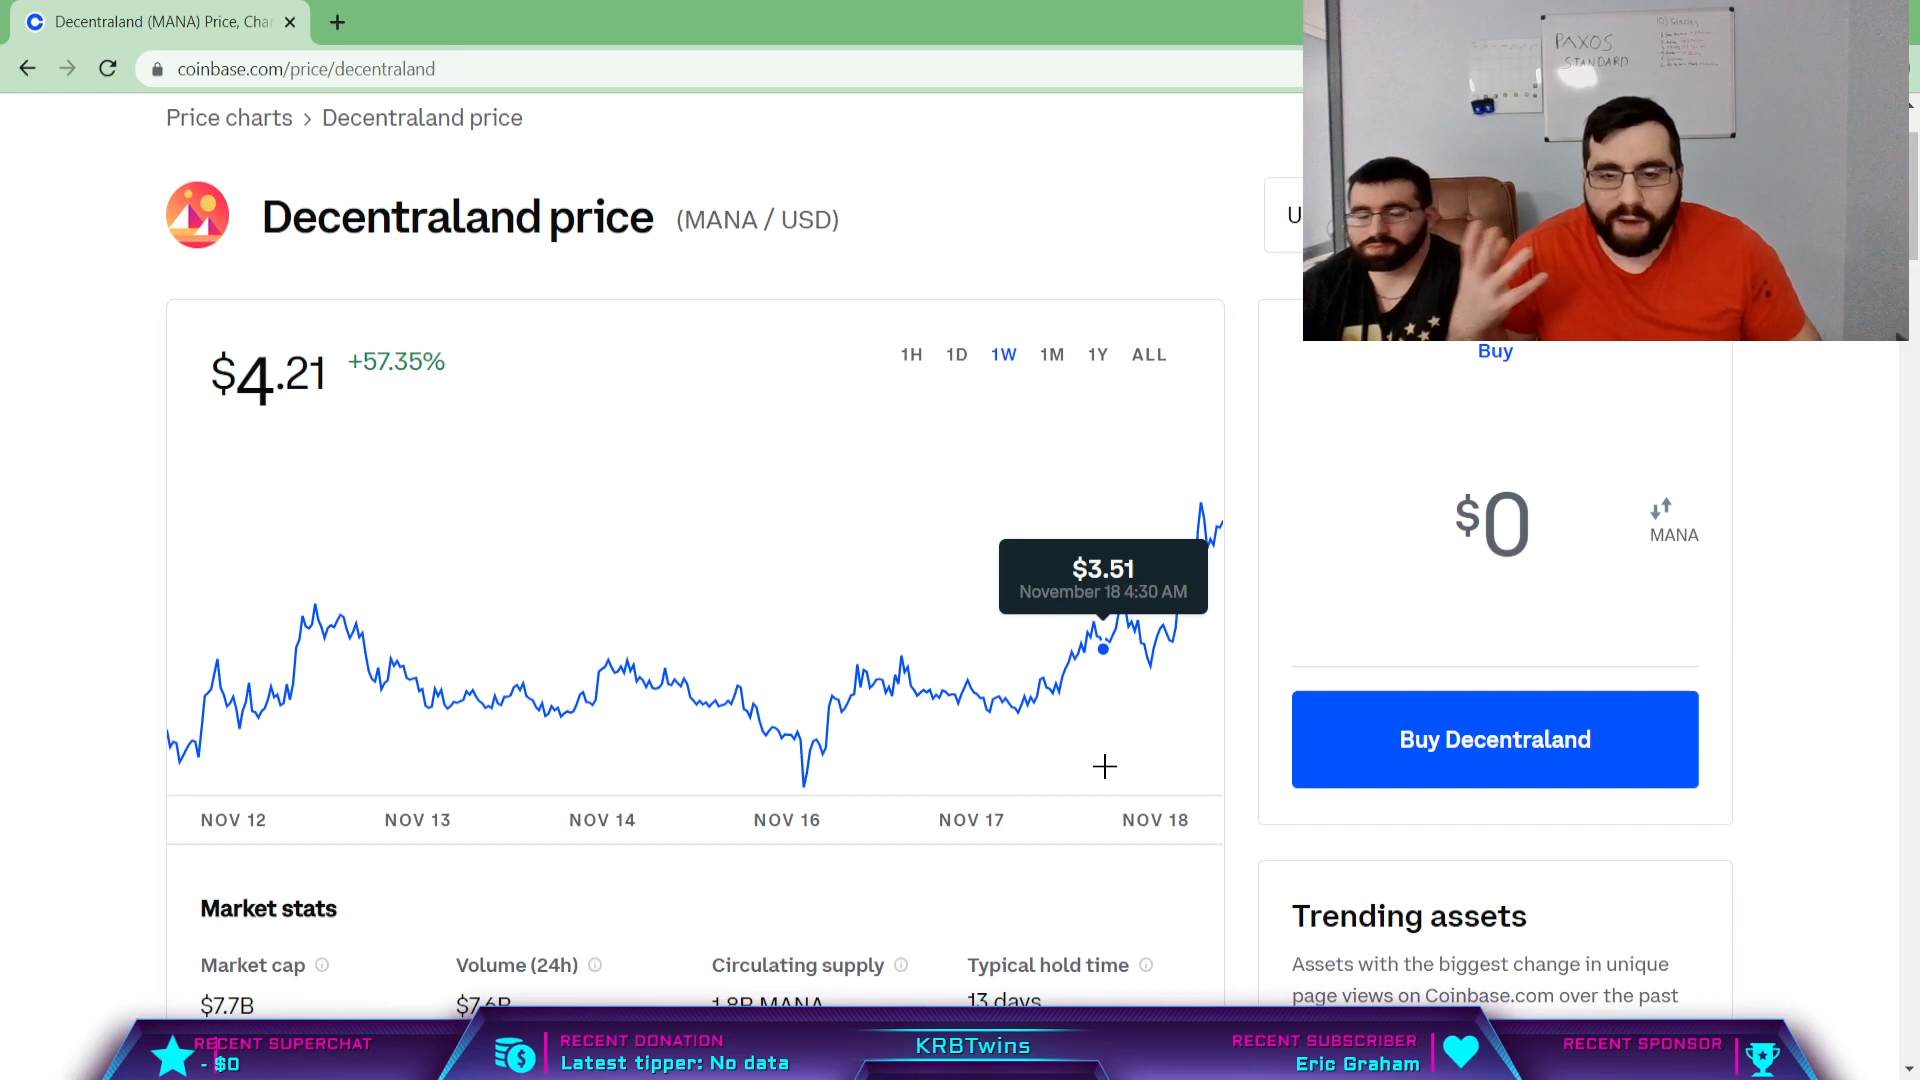 Decentraland (MANA) Price, Cha
coinbase.com/price/decentraland
Price charts > Decentraland price
Decentraland price (MANA / USD)
U
PAXOS
STANDARD
$4.21 +57.35%
1H 1D 1W 1M 1Y ALL
Buy
$0
MANA
$3.51
November 18 4:30 AM
Buy Decentraland
NOV 12 NOV 13 NOV 14 NOV 16 NOV 17 NOV 18
Market stats
Market cap
$7.7B
Volume (24h)
$7.6B
Circulating supply
1.8B MANA
Typical hold time
13 days
Trending assets
Assets with the biggest change in unique
page views on Coinbase.com over the past
RECENT SUPERCHAT
- $0
RECENT DONATION
Latest tipper: No data
KRBTwins
RECENT SUBSCRIBER
Eric Graham
RECENT SPONSOR